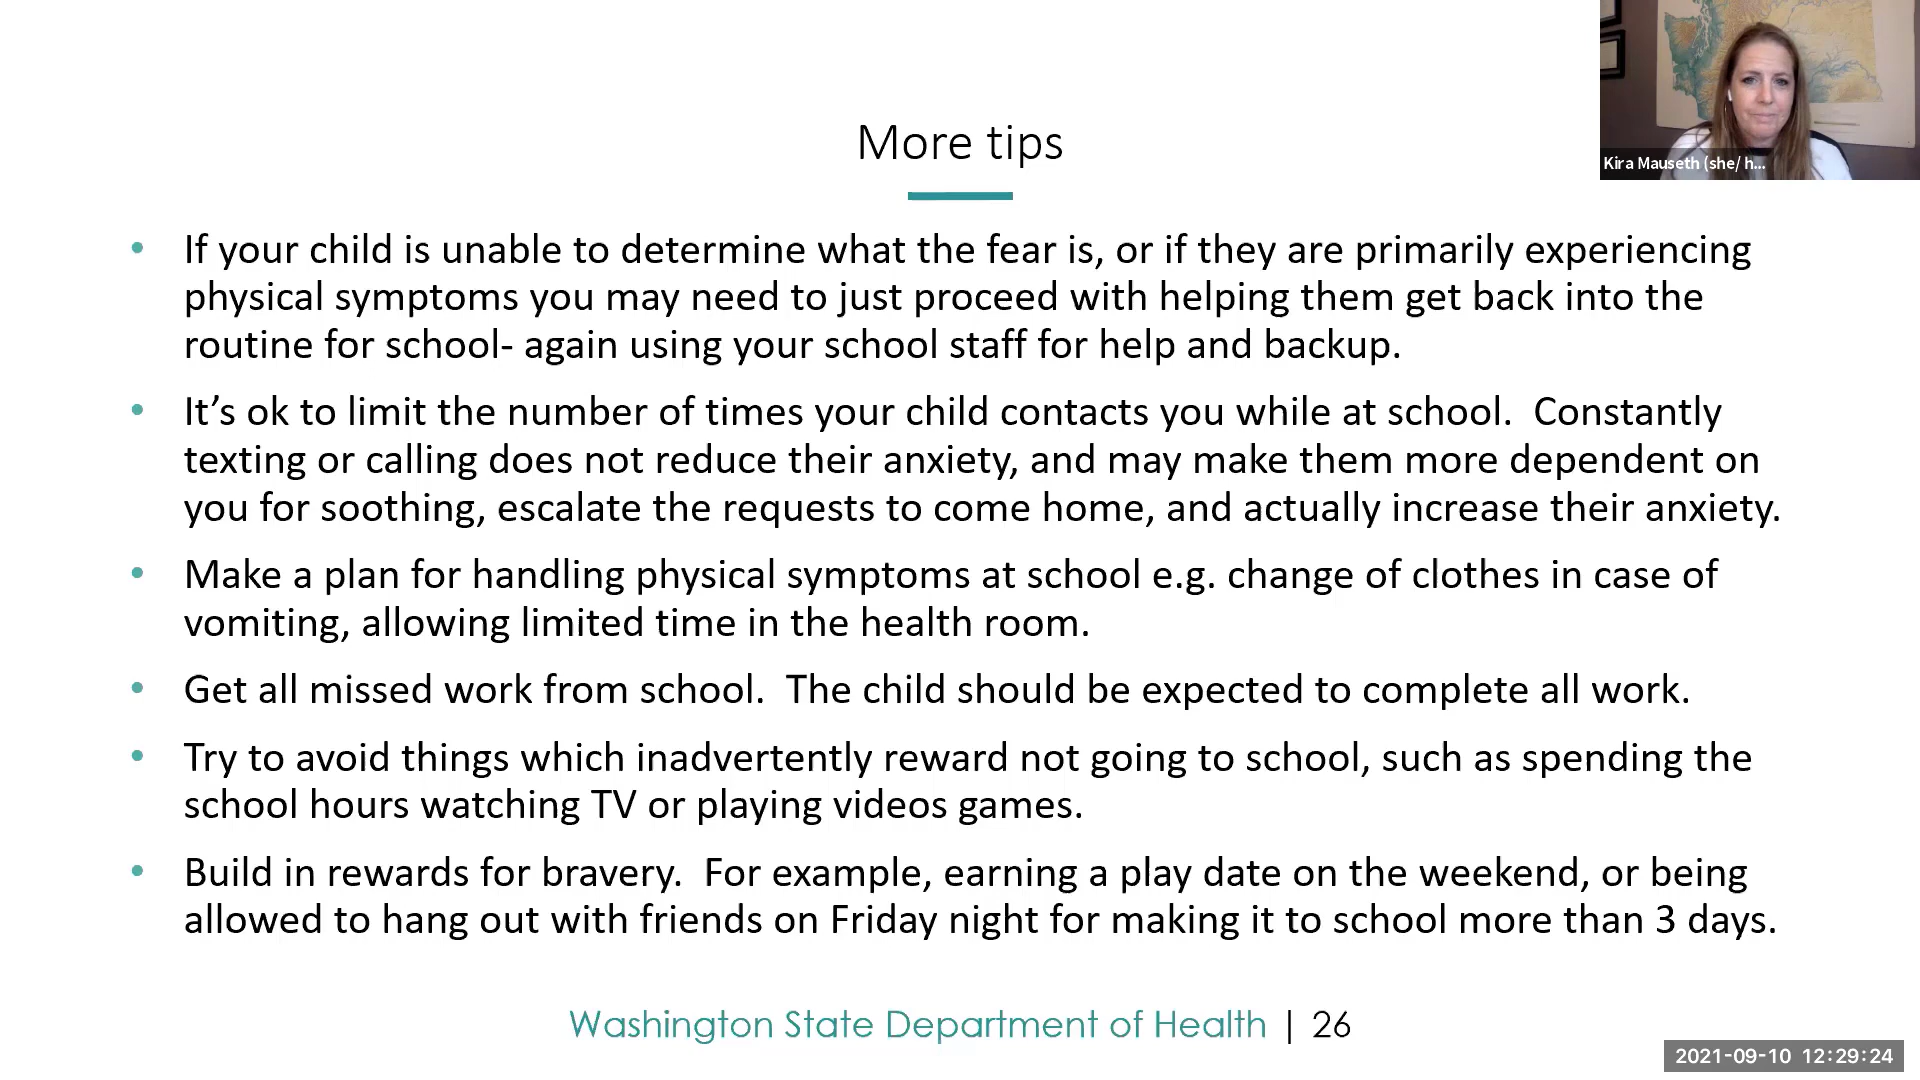 Kira Mauseth (she/ h...
More tips
• If your child is unable to determine what the fear is, or if they are primarily experiencing
physical symptoms you may need to just proceed with helping them get back into the
routine for school- again using your school staff for help and backup.
• It’s ok to limit the number of times your child contacts you while at school.  Constantly
texting or calling does not reduce their anxiety, and may make them more dependent on
you for soothing, escalate the requests to come home, and actually increase their anxiety.
• Make a plan for handling physical symptoms at school e.g. change of clothes in case of
vomiting, allowing limited time in the health room.
• Get all missed work from school.  The child should be expected to complete all work.
• Try to avoid things which inadvertently reward not going to school, such as spending the
school hours watching TV or playing videos games.
• Build in rewards for bravery.  For example, earning a play date on the weekend, or being
allowed to hang out with friends on Friday night for making it to school more than 3 days.
Washington State Department of Health | 26
2021-09-10 12:29:24